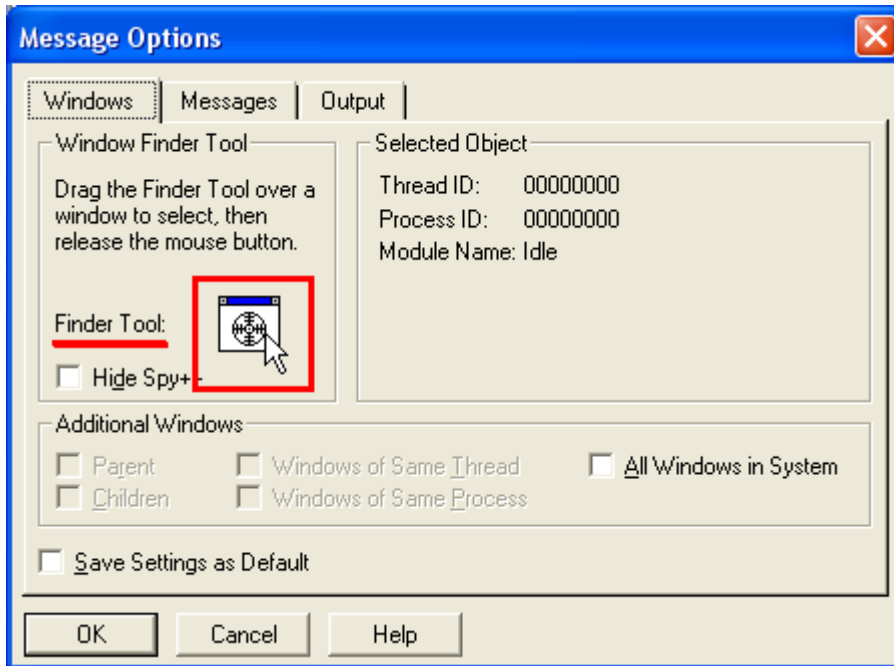 Message Options
Windows Messages Output
Window Finder Tool
Drag the Finder Tool over a
window to select, then
release the mouse button.
Finder Tool:
Hide Spy++
Selected Object
Thread ID: 00000000
Process ID: 00000000
Module Name: Idle
Additional Windows
Parent Windows of Same Thread All Windows in System
Children Windows of Same Process
Save Settings as Default
OK Cancel Help